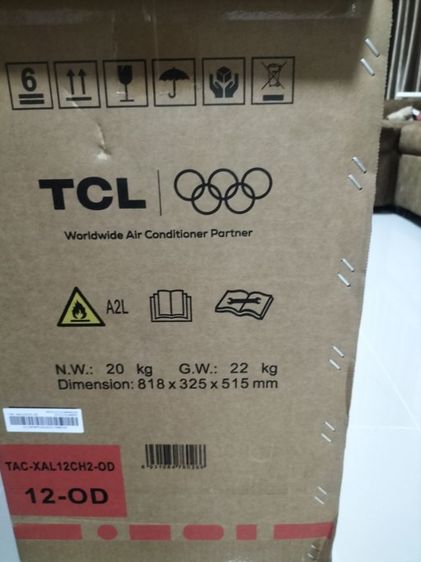 6
TCL
Worldwide Air Conditioner Partner
A2L
N.W.: 20 kg G.W.: 22 kg
Dimension: 818 x 325 x 515 mm
TAC-XAL12CH2-OD
12-OD